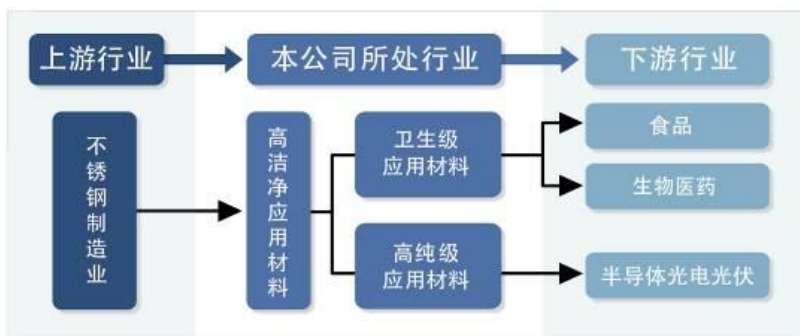 上游行业
本公司所处行业
下游行业
不锈钢制造业
高洁净应用材料
卫生级
应用材料
高纯级
应用材料
食品
生物医药
半导体光电光伏